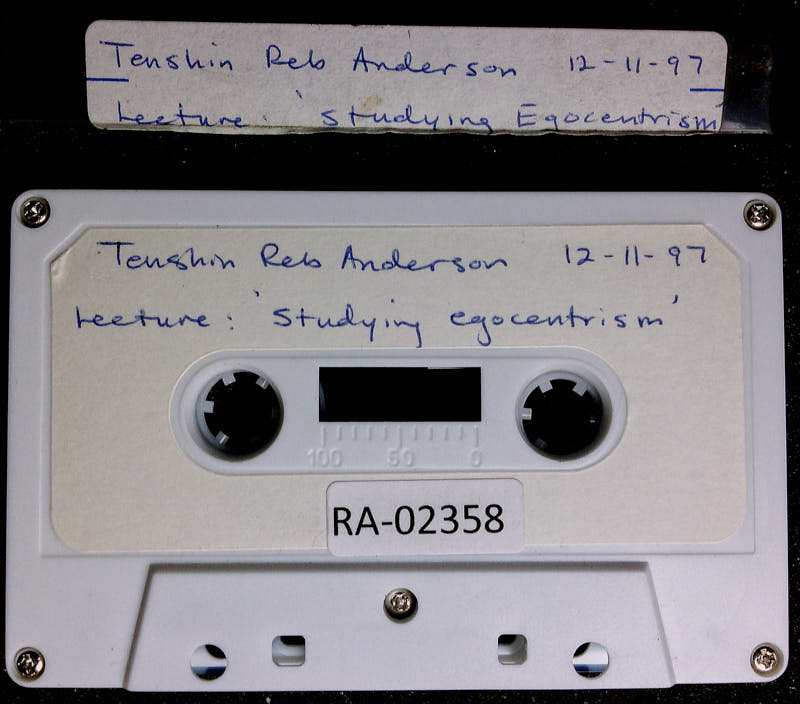 Tenshin Reb Anderson 12-11-97
Lecture: 'Studying Egocentrism'
Tenshin Reb Anderson 12-11-97
Lecture: 'Studying egocentrism'
100 50 0
RA-02358